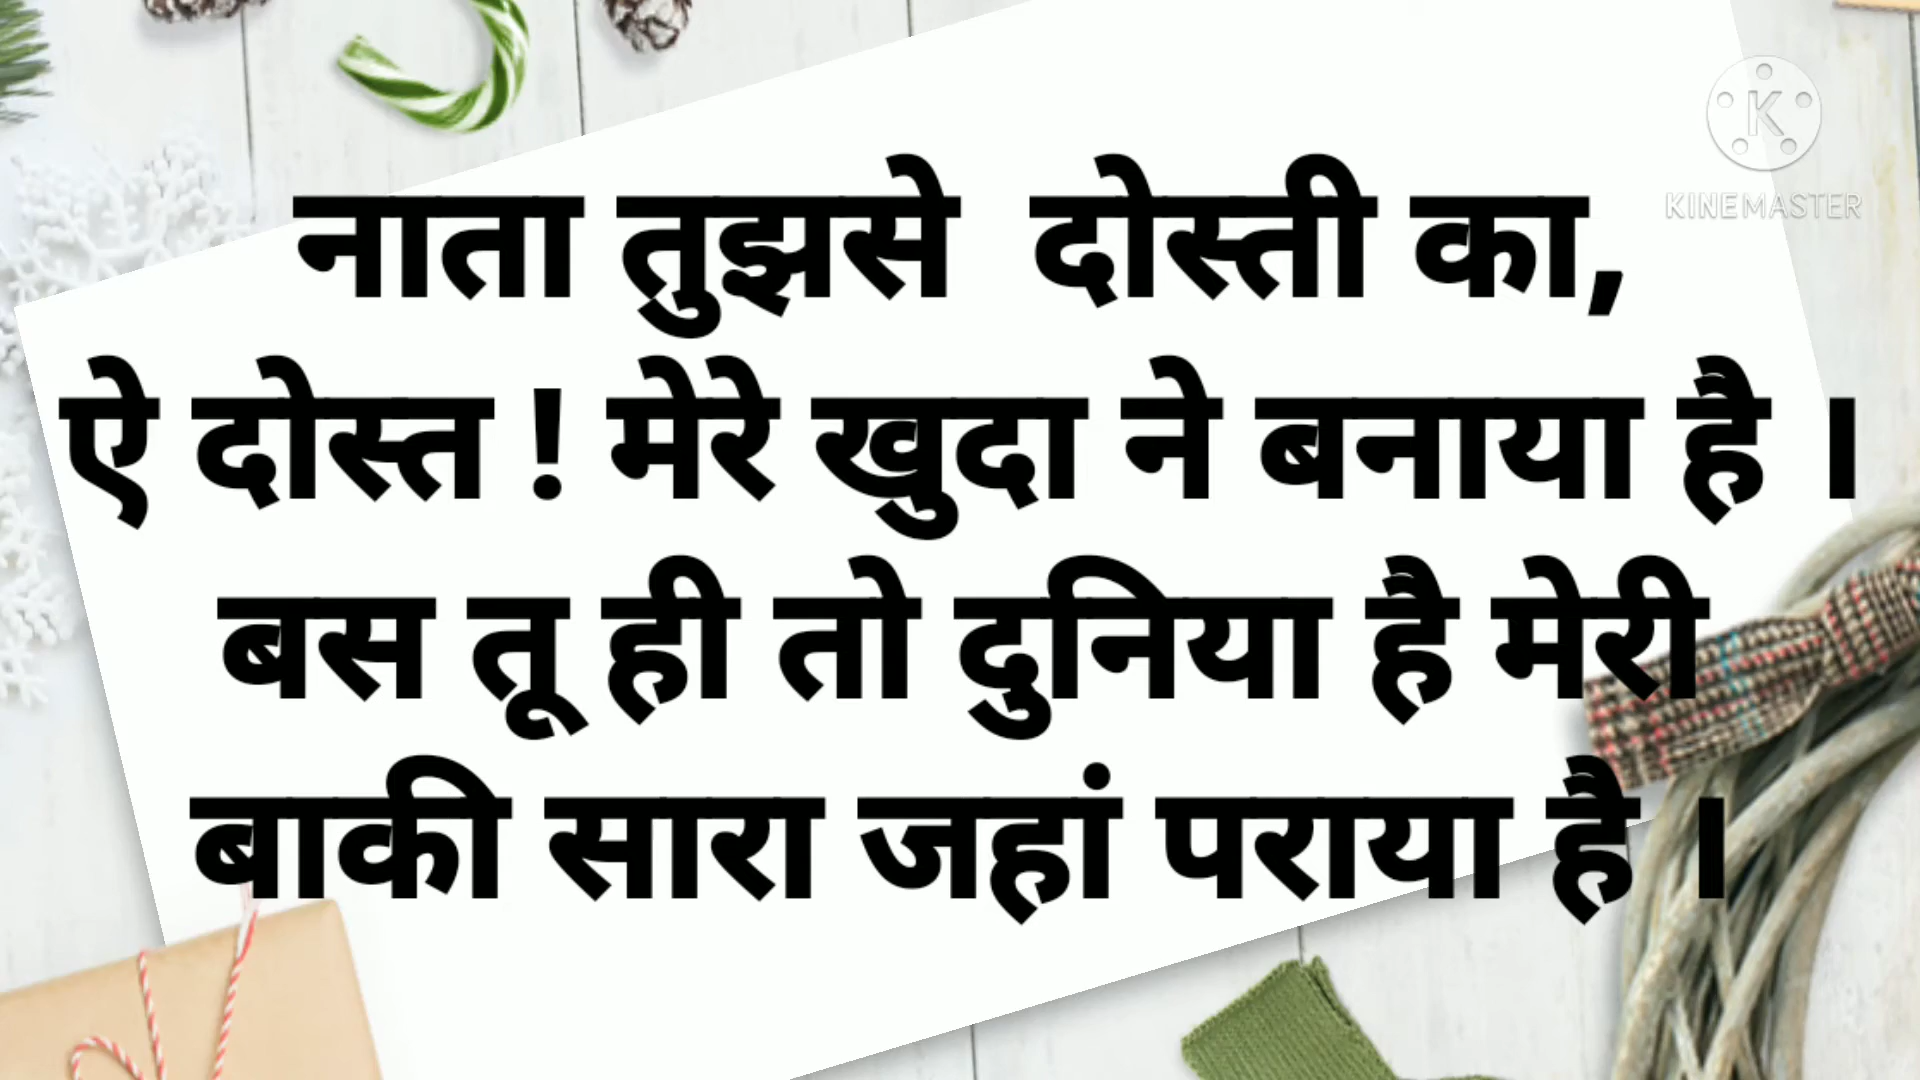 नाता तुझसे  दोस्ती का,
ऐ दोस्त ! मेरे खुदा ने बनाया है ।
बस तू ही तो दुनिया है मेरी
बाकी सारा जहां पराया है ।
K
KINEMASTER